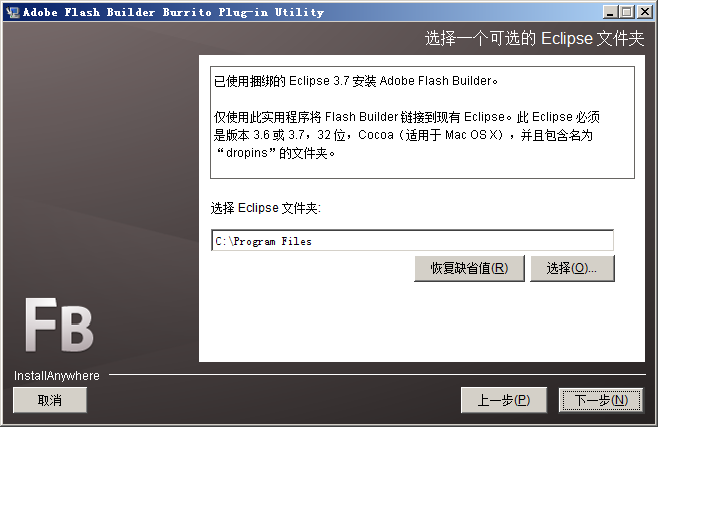 Adobe Flash Builder Burrito Plug-in Utility
选择一个可选的 Eclipse 文件夹
已使用捆绑的 Eclipse 3.7 安装 Adobe Flash Builder。
仅使用此实用程序将 Flash Builder 链接到现有 Eclipse。此 Eclipse 必须
是版本 3.6 或 3.7，32 位，Cocoa（适用于 Mac OS X），并且包含名为
“dropins”的文件夹。
选择 Eclipse 文件夹:
C:\Program Files
恢复缺省值(R)
选择(O)...
FB
InstallAnywhere
取消
上一步(P)
下一步(N)